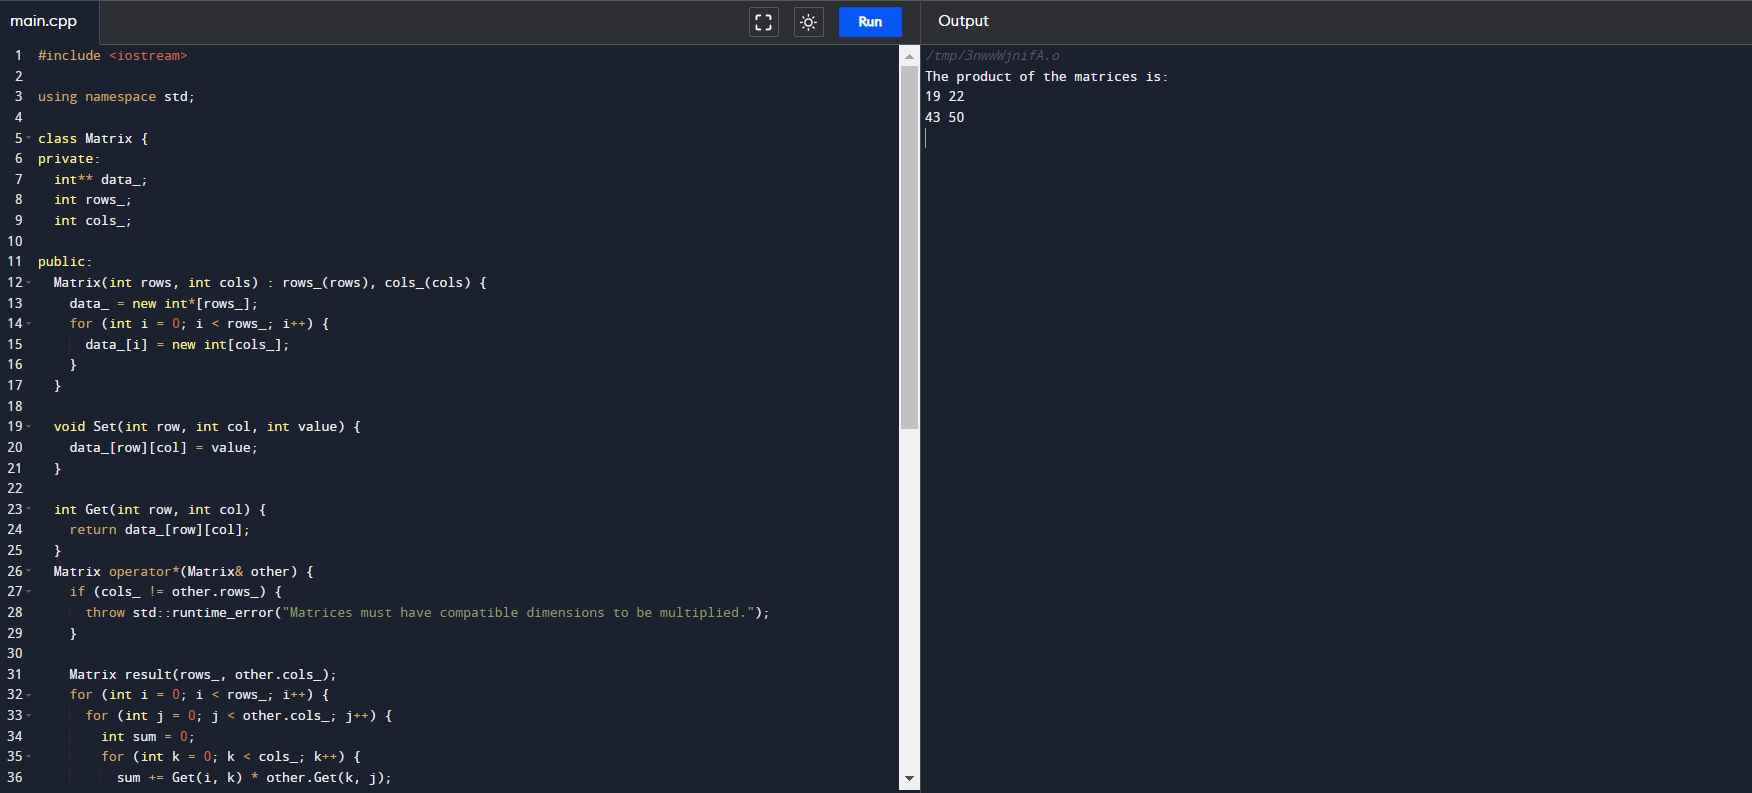 main.cpp
Run
Output
1 #include <iostream>
2
3 using namespace std;
4
5 class Matrix {
6 private:
7   int** data_;
8   int rows_;
9   int cols_;
10
11 public:
12   Matrix(int rows, int cols) : rows_(rows), cols_(cols) {
13     data_ = new int*[rows_];
14     for (int i = 0; i < rows_; i++) {
15       data_[i] = new int[cols_];
16     }
17   }
18
19   void Set(int row, int col, int value) {
20     data_[row][col] = value;
21   }
22
23   int Get(int row, int col) {
24     return data_[row][col];
25   }
26   Matrix operator*(Matrix& other) {
27     if (cols_ != other.rows_) {
28       throw std::runtime_error("Matrices must have compatible dimensions to be multiplied.");
29     }
30
31     Matrix result(rows_, other.cols_);
32     for (int i = 0; i < rows_; i++) {
33       for (int j = 0; j < other.cols_; j++) {
34         int sum = 0;
35         for (int k = 0; k < cols_; k++) {
36           sum += Get(i, k) * other.Get(k, j);
/tmp/3nwwWjnifA.o
The product of the matrices is:
19 22
43 50